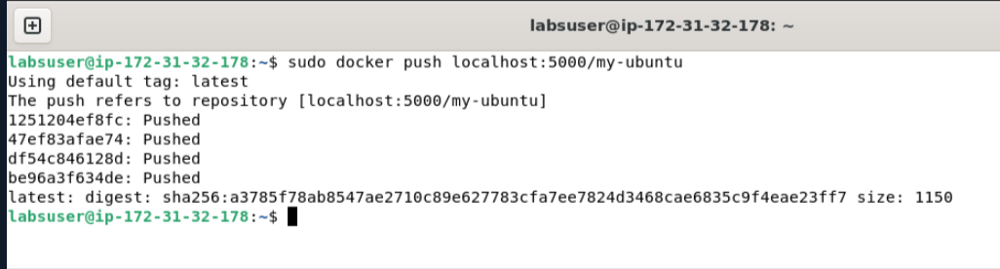 labsuser@ip-172-31-32-178: ~
labsuser@ip-172-31-32-178:~$ sudo docker push localhost:5000/my-ubuntu
Using default tag: latest
The push refers to repository [localhost:5000/my-ubuntu]
1251204ef8fc: Pushed
47ef83afae74: Pushed
df54c846128d: Pushed
be96a3f634de: Pushed
latest: digest: sha256:a3785f78ab8547ae2710c89e627783cfa7ee7824d3468cae6835c9f4eae23ff7 size: 1150
labsuser@ip-172-31-32-178:~$